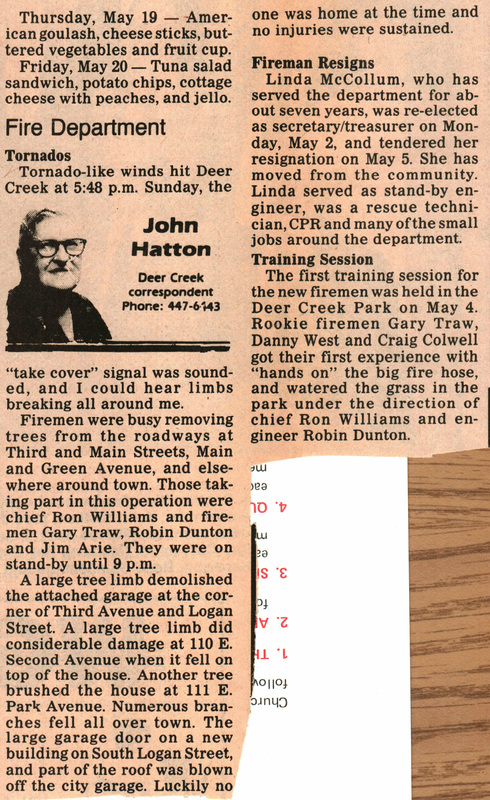 Thursday, May 19 — Amer-
ican goulash, cheese sticks, but-
tered vegetables and fruit cup.
Friday, May 20 — Tuna salad
sandwich, potato chips, cottage
cheese with peaches, and jello.
Fire Department
Tornados
Tornado-like winds hit Deer
Creek at 5:48 p.m. Sunday, the
John
Hatton
Deer Creek
correspondent
Phone: 447-6143
"take cover" signal was sound-
ed, and I could hear limbs
breaking all around me.
Firemen were busy removing
trees from the roadways at
Third and Main Streets, Main
and Green Avenue, and else-
where around town. Those tak-
ing part in this operation were
chief Ron Williams and fire-
men Gary Traw, Robin Dunton
and Jim Arie. They were on
stand-by until 9 p.m.
A large tree limb demolished
the attached garage at the cor-
ner of Third Avenue and Logan
Street. A large tree limb did
considerable damage at 110 E.
Second Avenue when it fell on
top of the house. Another tree
brushed the house at 111 E.
Park Avenue. Numerous bran-
ches fell all over town. The
large garage door on a new
building on South Logan Street,
and part of the roof was blown
off the city garage. Luckily no
one was home at the time and
no injuries were sustained.
Fireman Resigns
Linda McCollum, who has
served the department for ab-
out seven years, was re-elected
as secretary/treasurer on Mon-
day, May 2, and tendered her
resignation on May 5. She has
moved from the community.
Linda served as stand-by en-
gineer, was a rescue techni-
cian, CPR and many of the small
jobs around the department.
Training Session
The first training session for
the new firemen was held in the
Deer Creek Park on May 4.
Rookie firemen Gary Traw,
Danny West and Craig Colwell
got their first experience with
"hands on" the big fire hose,
and watered the grass in the
park under the direction of
chief Ron Williams and en-
gineer Robin Dunton.
Churc
follov
1. TH
2.
fo
3.
ea
m
4. QU
eac
me